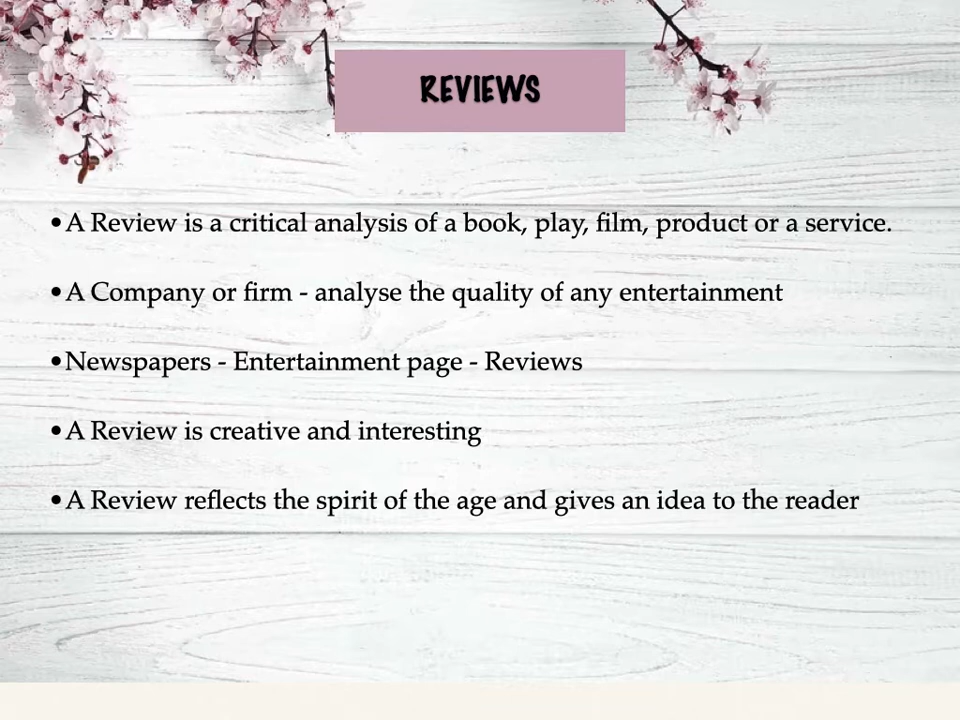 REVIEWS
•A Review is a critical analysis of a book, play, film, product or a service.
•A Company or firm - analyse the quality of any entertainment
•Newspapers - Entertainment page - Reviews
•A Review is creative and interesting
•A Review reflects the spirit of the age and gives an idea to the reader